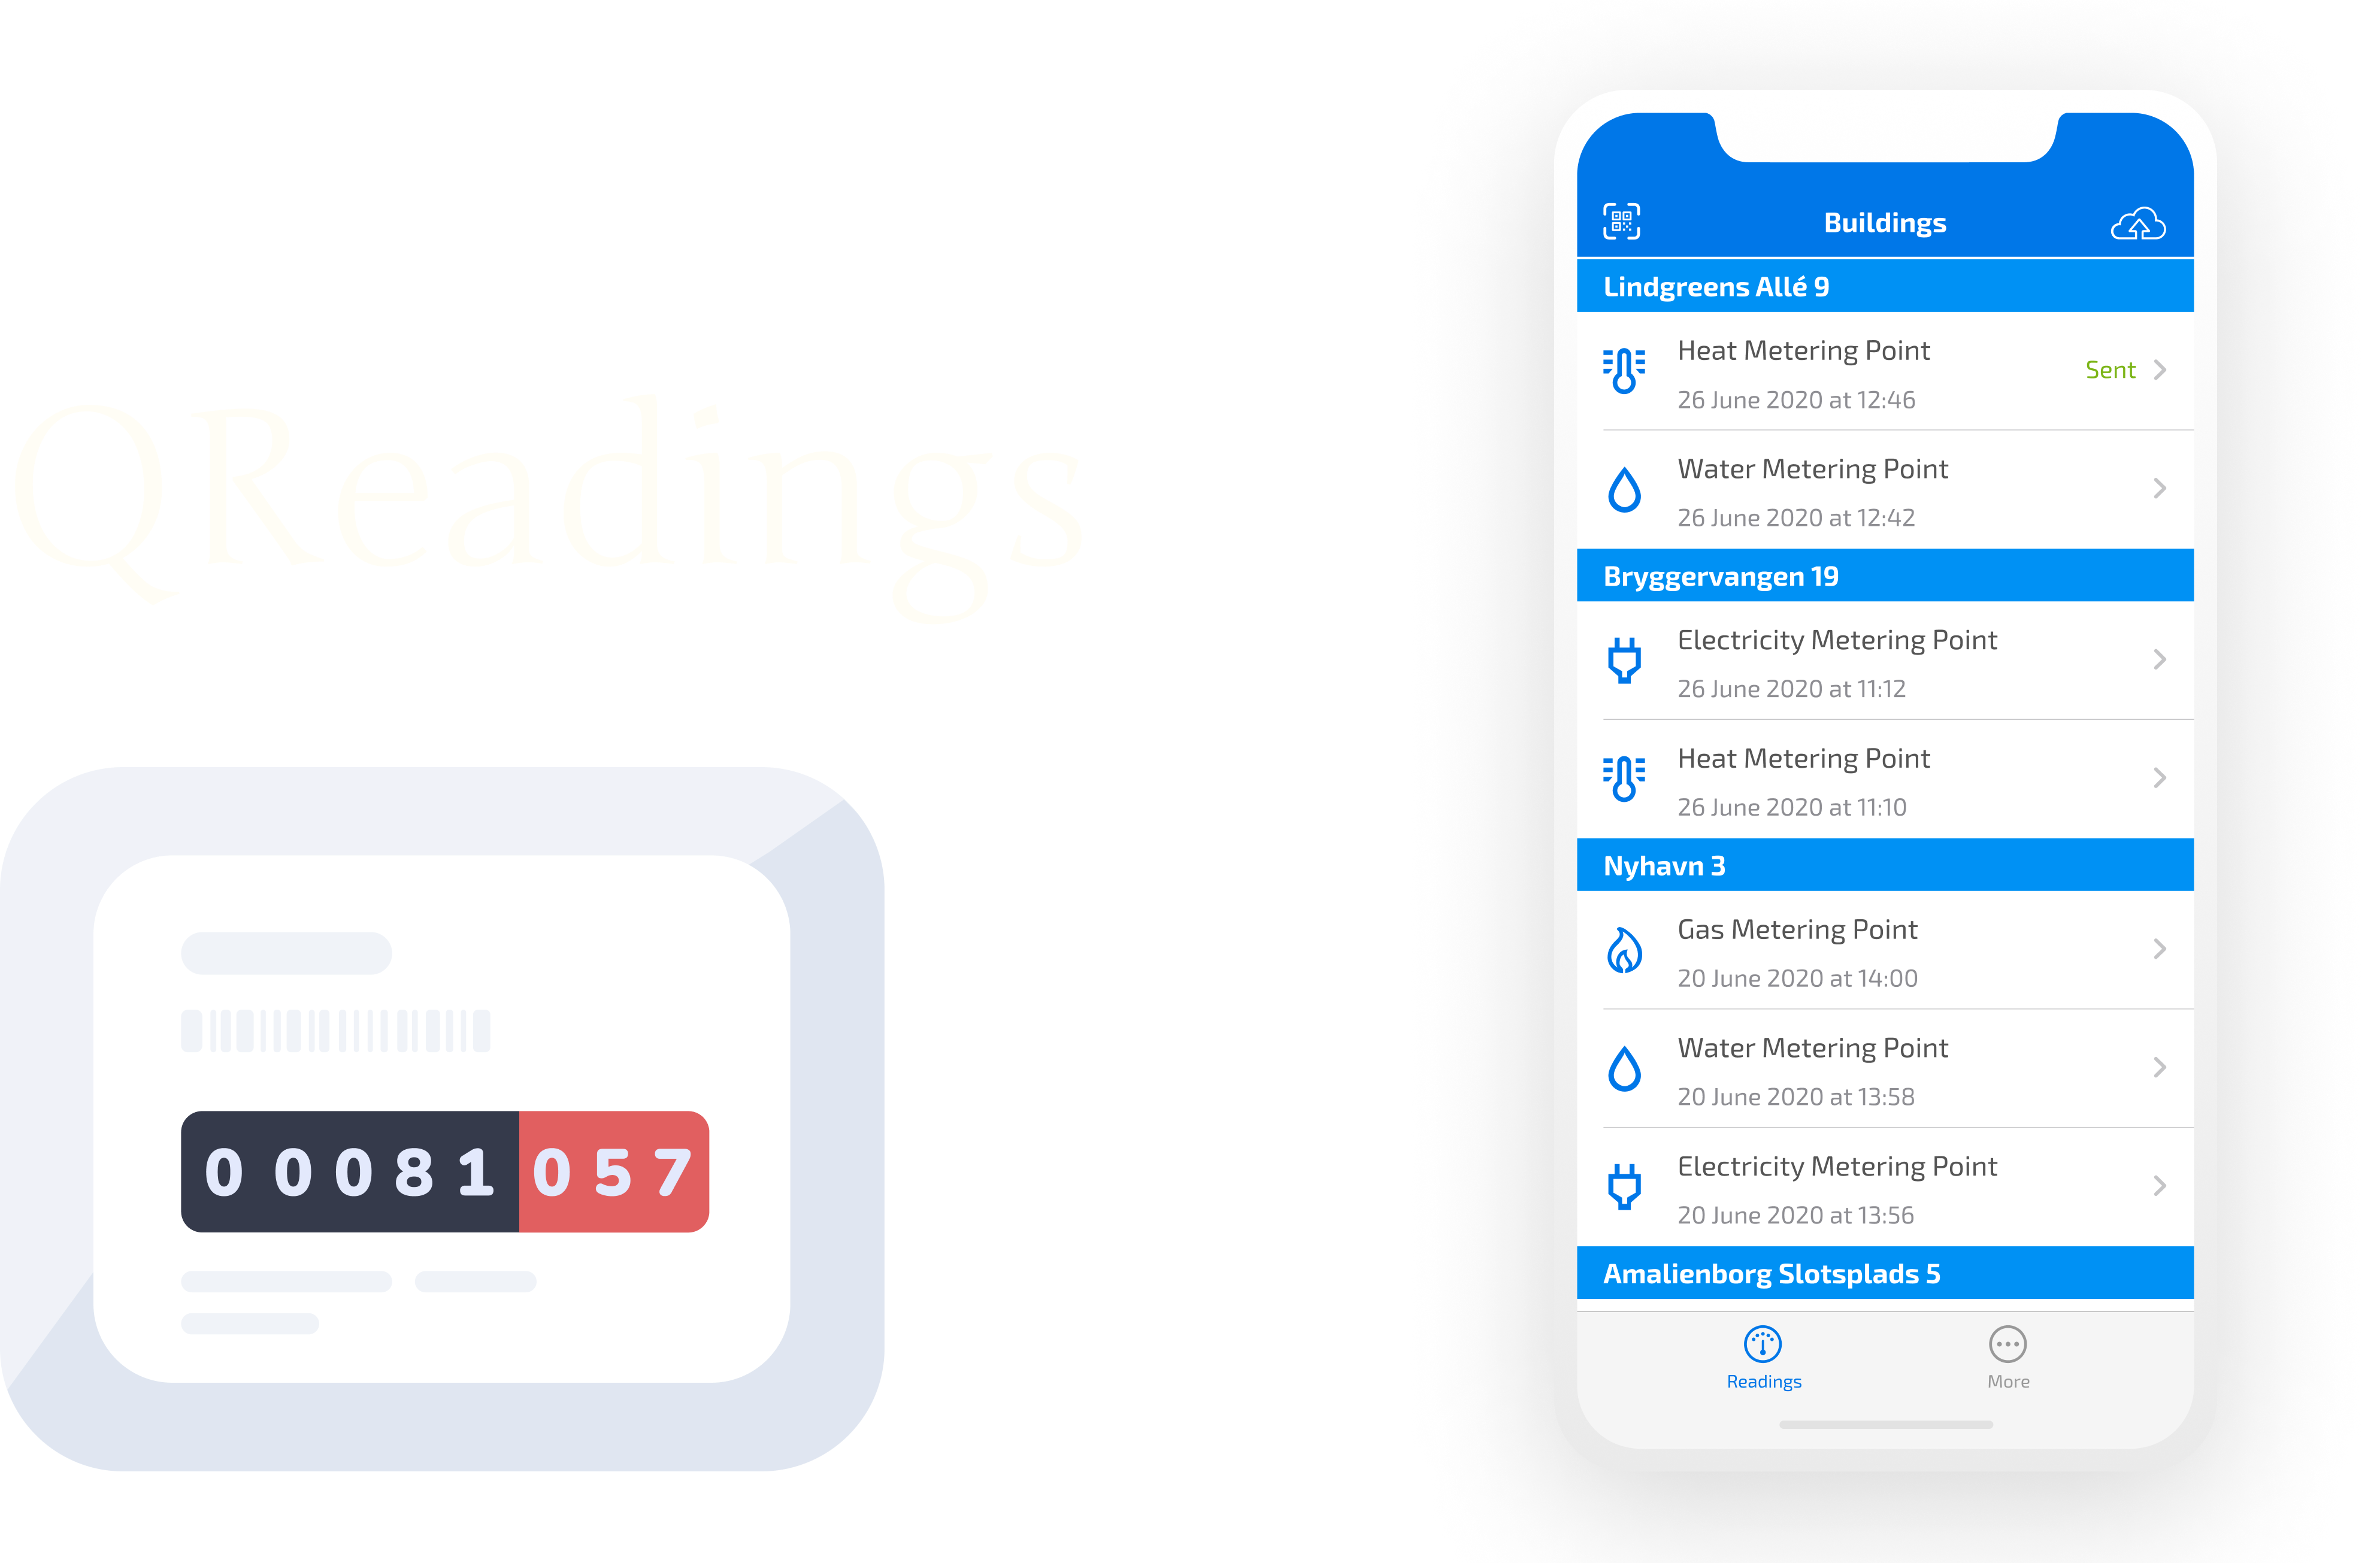 QReadings
0 0 0 8 1 0 5 7
Buildings
Lindgreens Allé 9
Heat Metering Point
Sent
26 June 2020 at 12:46
Water Metering Point
26 June 2020 at 12:42
Bryggervangen 19
Electricity Metering Point
26 June 2020 at 11:12
Heat Metering Point
26 June 2020 at 11:10
Nyhavn 3
Gas Metering Point
20 June 2020 at 14:00
Water Metering Point
20 June 2020 at 13:58
Electricity Metering Point
20 June 2020 at 13:56
Amalienborg Slotsplads 5
Readings
More